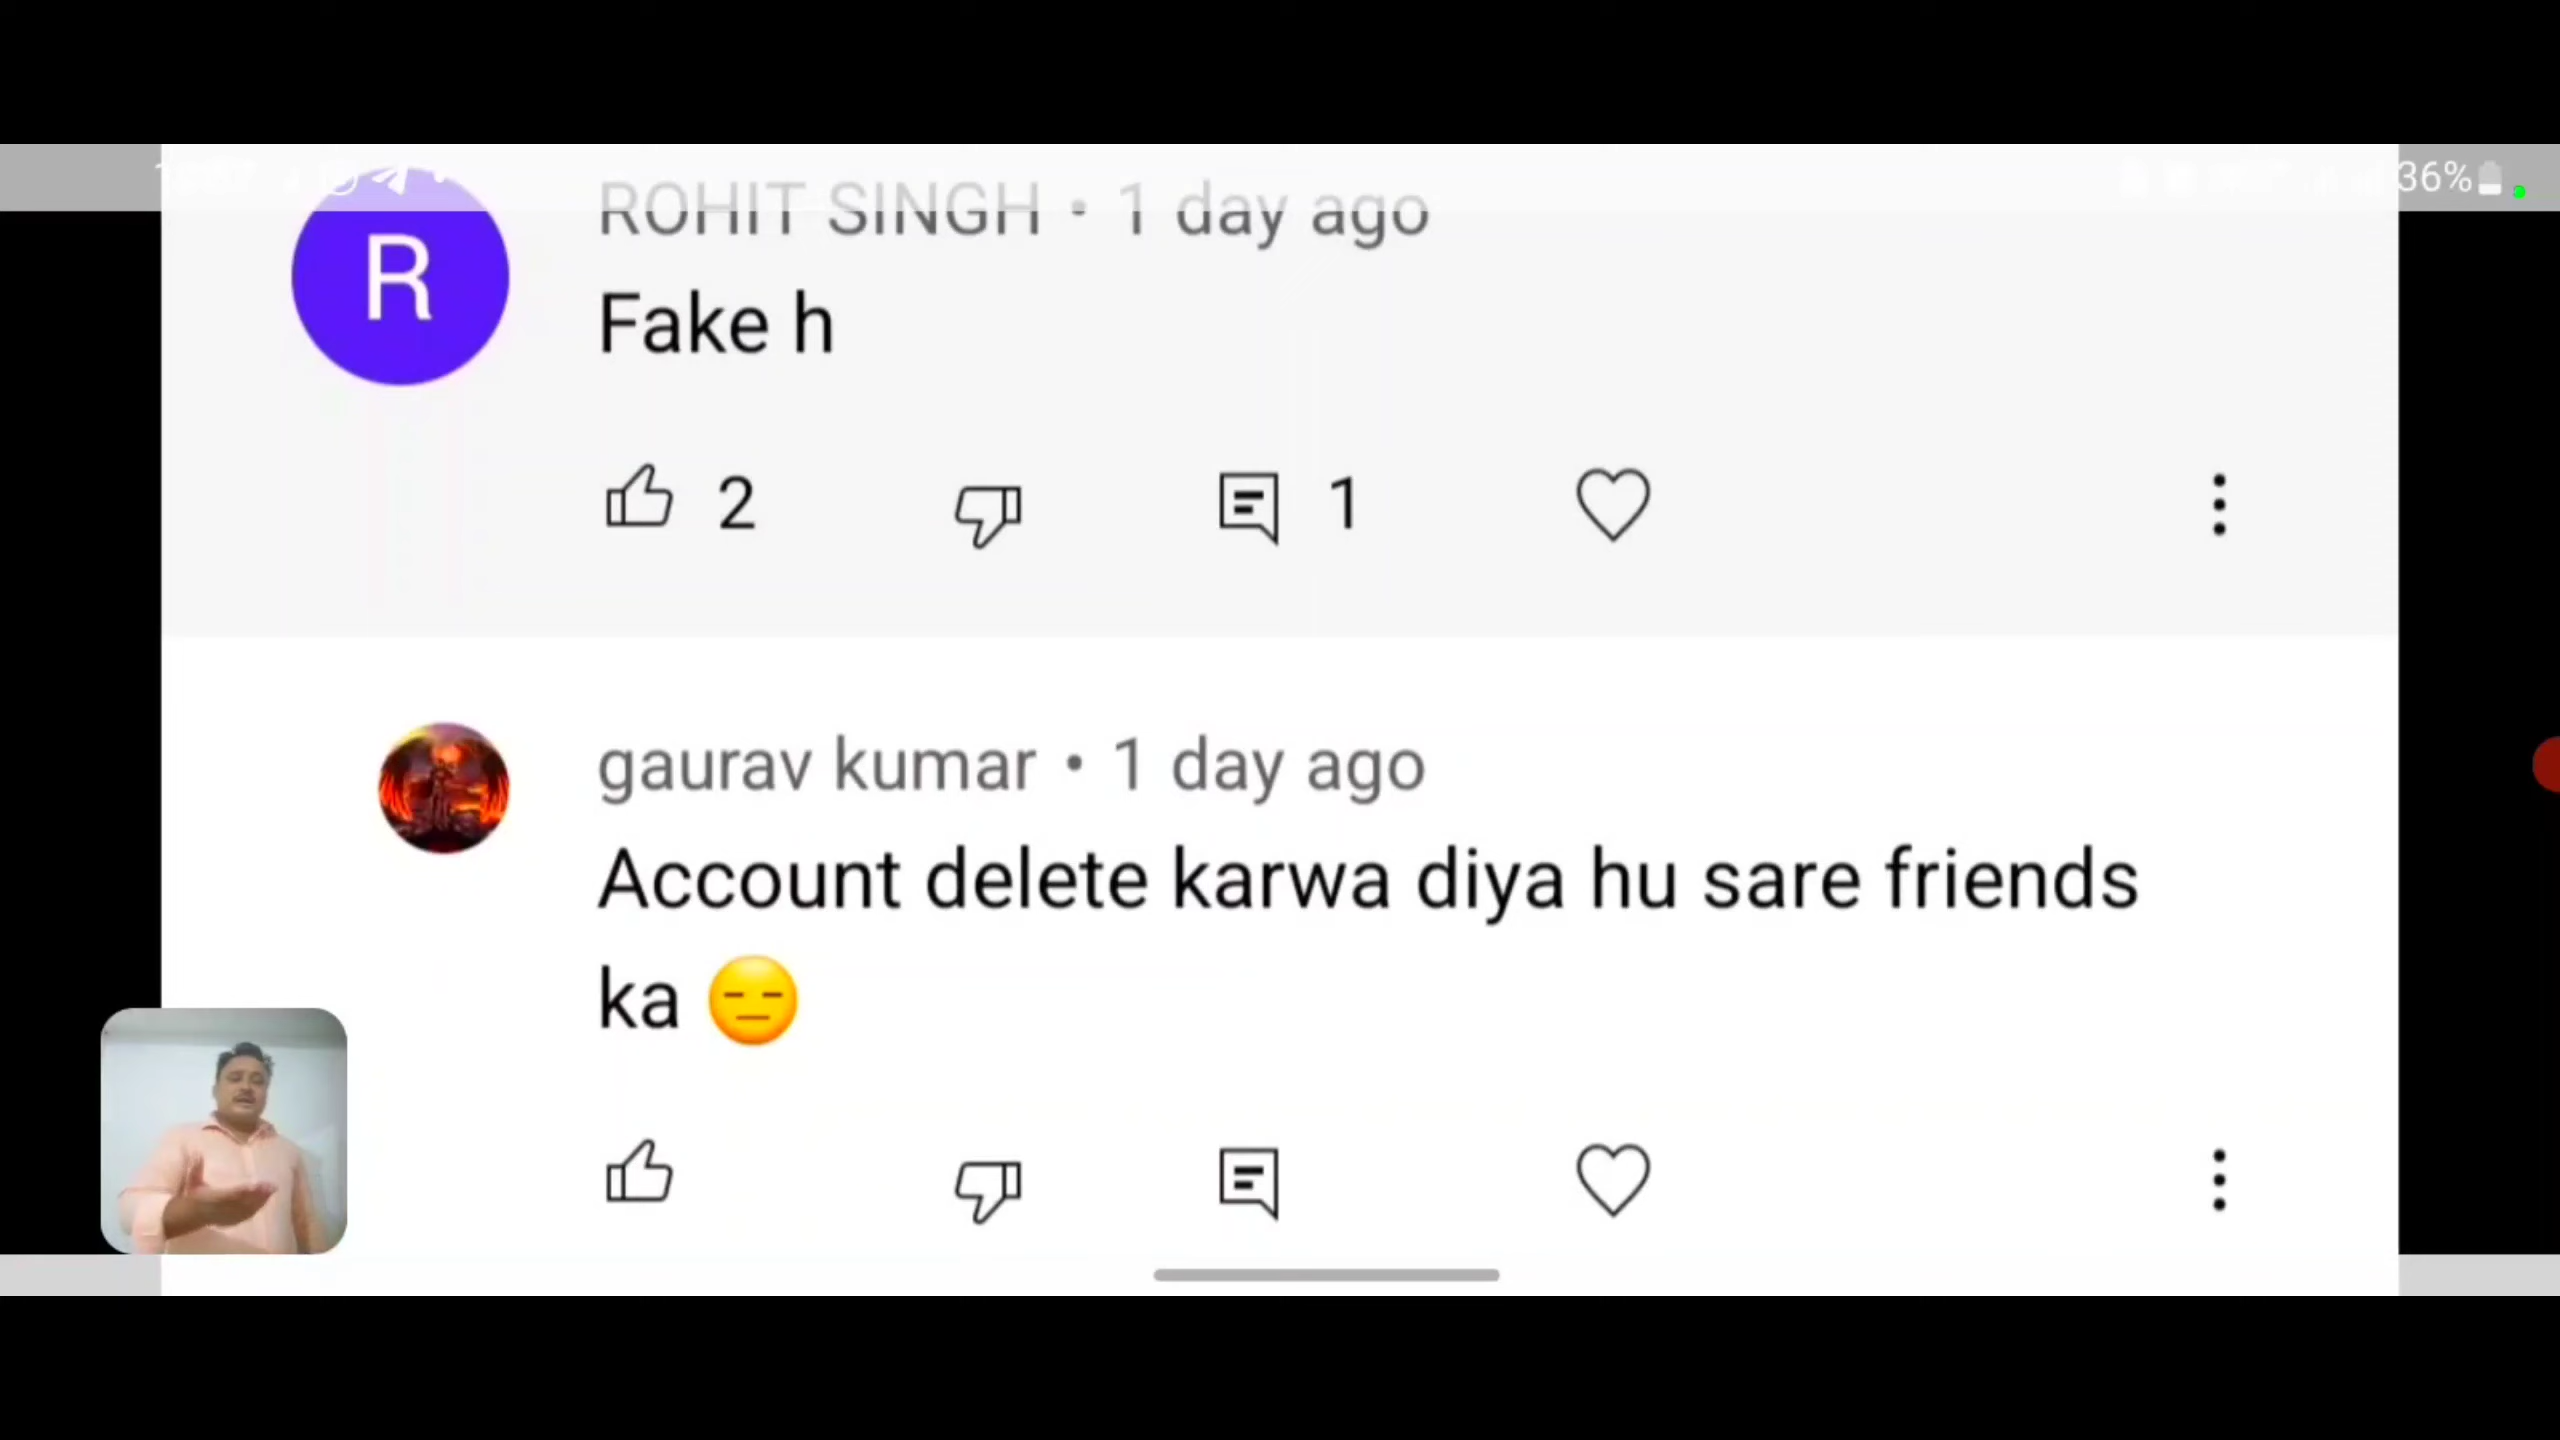 36%
ROHIT SINGH • 1 day ago
R
Fake h
2
1
gaurav kumar • 1 day ago
Account delete karwa diya hu sare friends
ka 😑